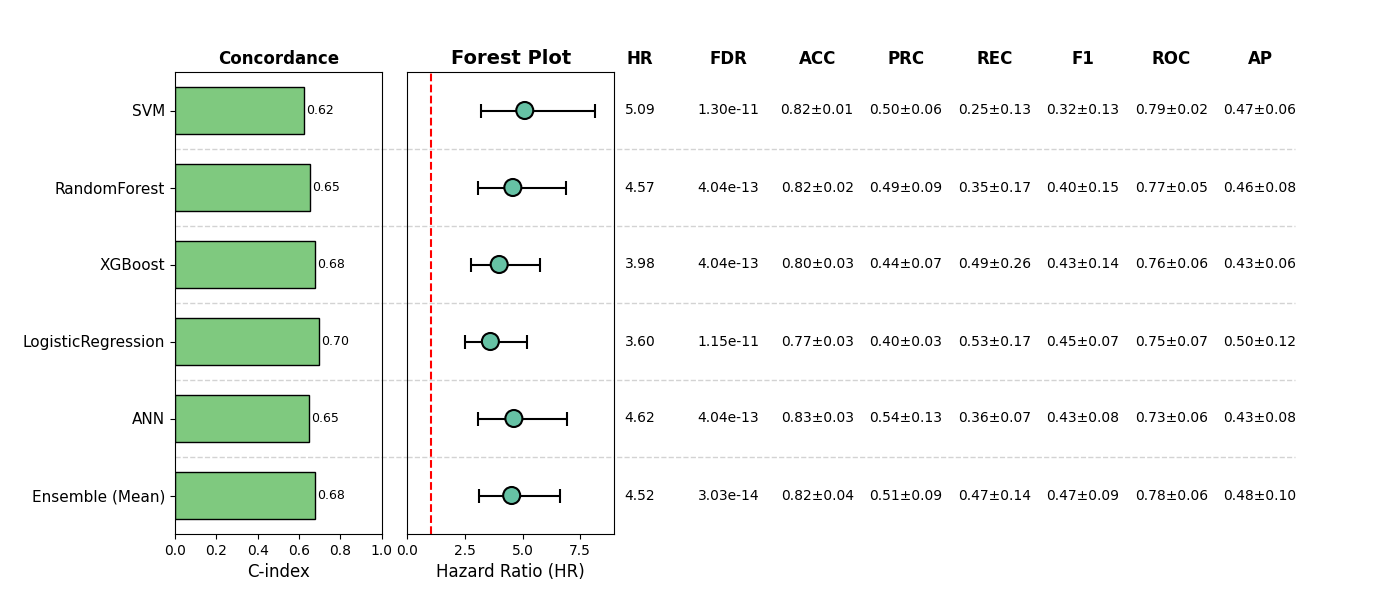 Concordance Forest Plot HR FDR ACC PRC REC F1 ROC AP
SVM 0.62 5.09 1.30e-11 0.82±0.01 0.50±0.06 0.25±0.13 0.32±0.13 0.79±0.02 0.47±0.06
RandomForest 0.65 4.57 4.04e-13 0.82±0.02 0.49±0.09 0.35±0.17 0.40±0.15 0.77±0.05 0.46±0.08
XGBoost 0.68 3.98 4.04e-13 0.80±0.03 0.44±0.07 0.49±0.26 0.43±0.14 0.76±0.06 0.43±0.06
LogisticRegression 0.70 3.60 1.15e-11 0.77±0.03 0.40±0.03 0.53±0.17 0.45±0.07 0.75±0.07 0.50±0.12
ANN 0.65 4.62 4.04e-13 0.83±0.03 0.54±0.13 0.36±0.07 0.43±0.08 0.73±0.06 0.43±0.08
Ensemble (Mean) 0.68 4.52 3.03e-14 0.82±0.04 0.51±0.09 0.47±0.14 0.47±0.09 0.78±0.06 0.48±0.10
0.0 0.2 0.4 0.6 0.8 1.0 0.0 2.5 5.0 7.5
C-index Hazard Ratio (HR)